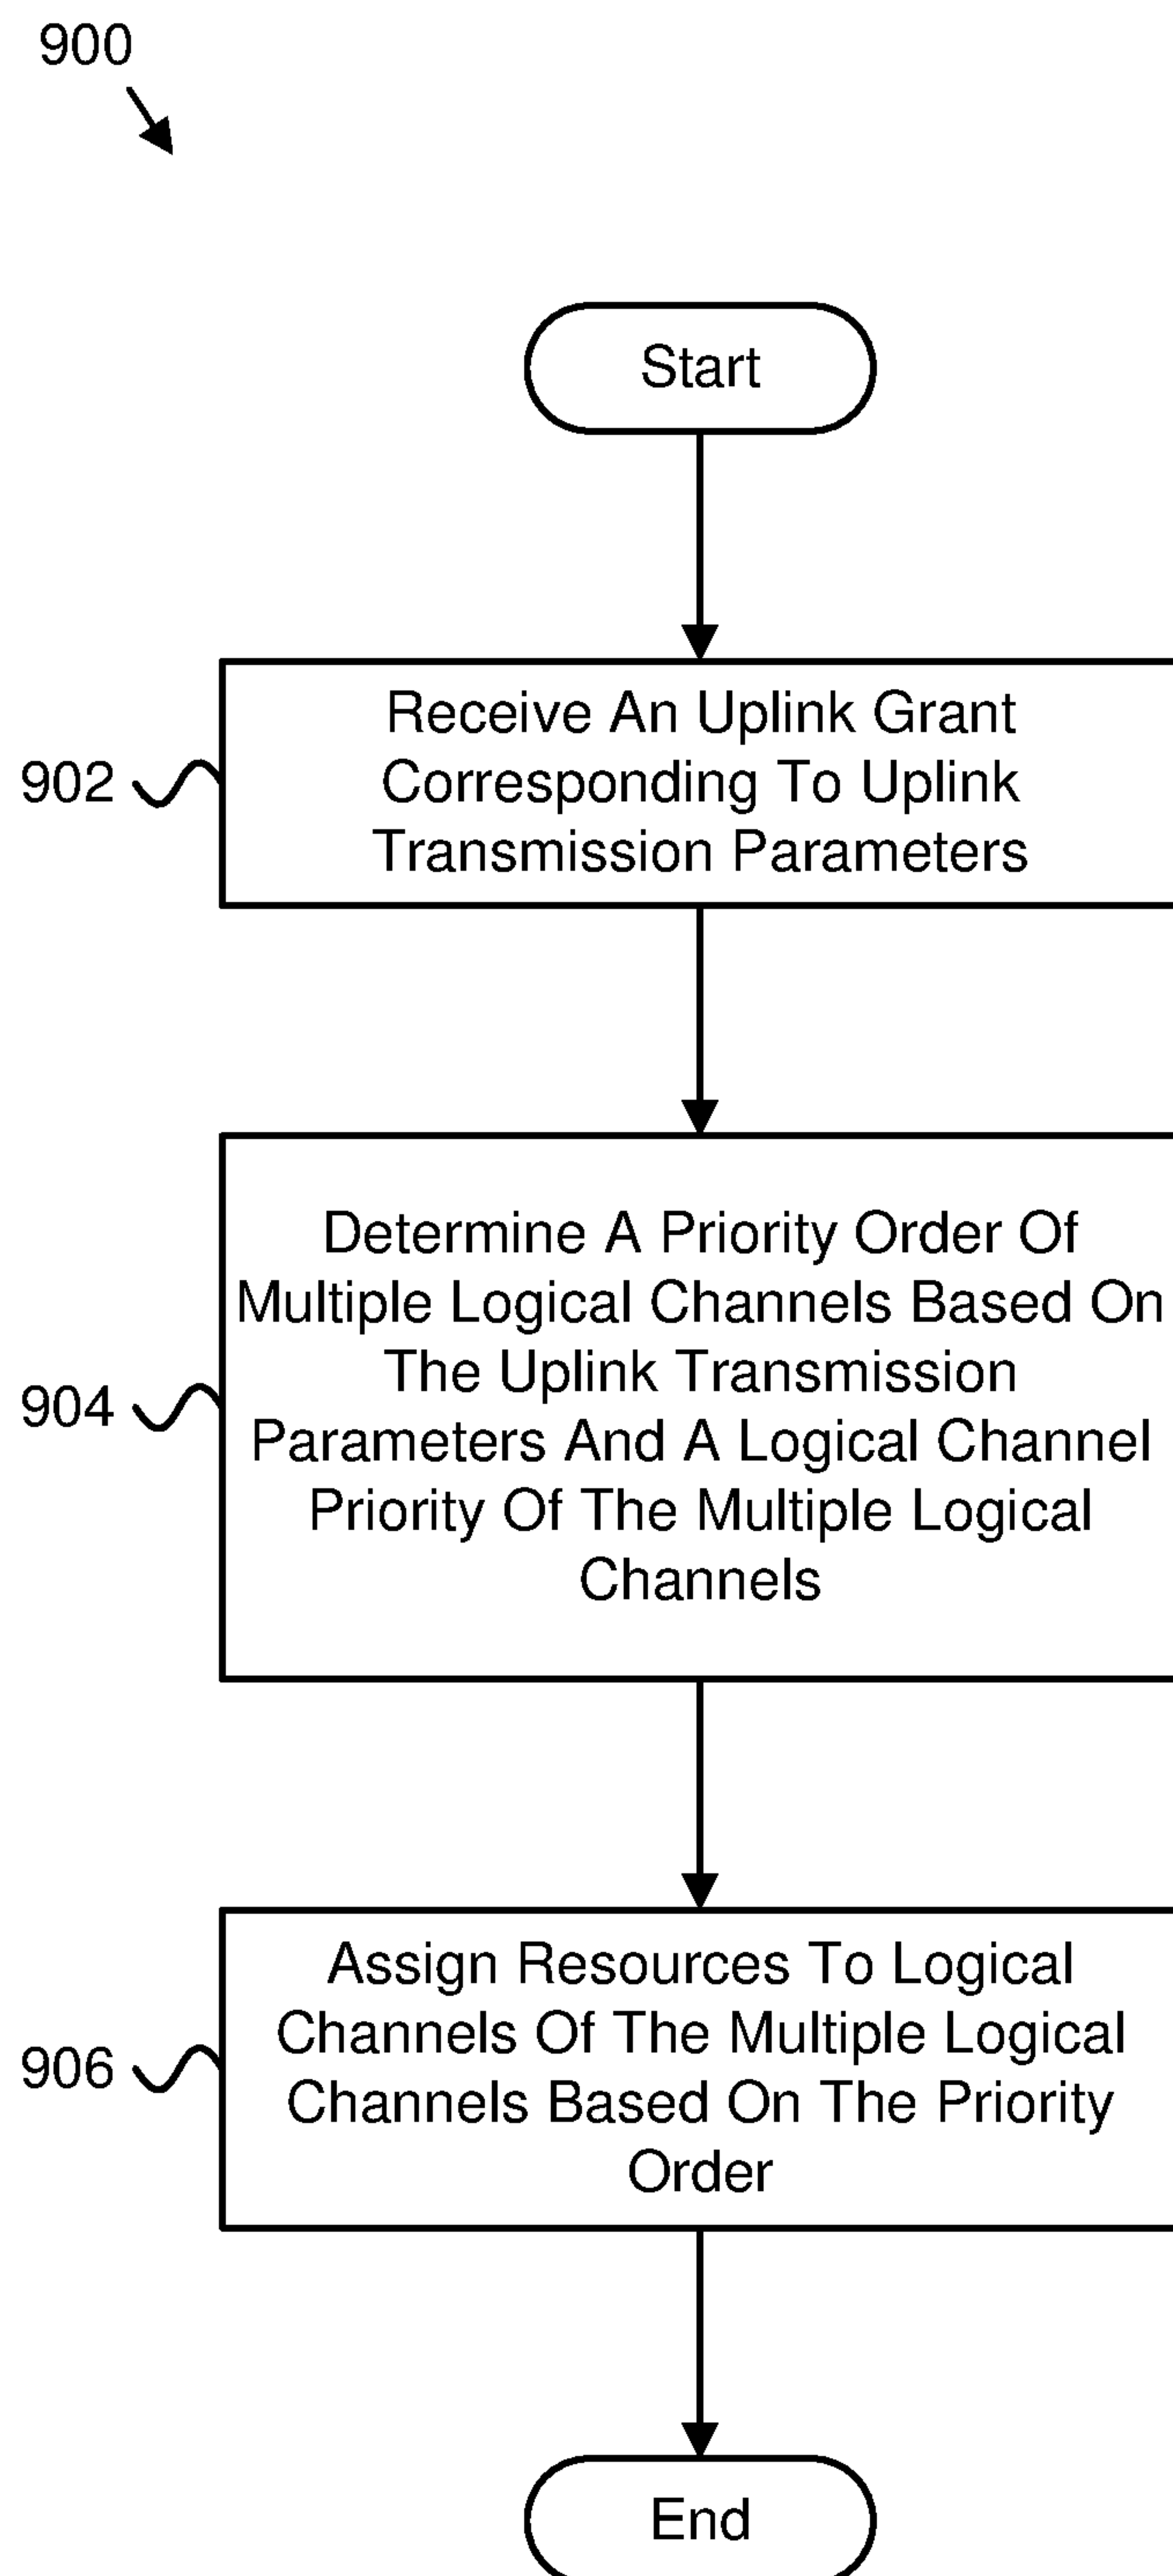 900
Start
902
Receive An Uplink Grant
Corresponding To Uplink
Transmission Parameters
904
Determine A Priority Order Of
Multiple Logical Channels Based On
The Uplink Transmission
Parameters And A Logical Channel
Priority Of The Multiple Logical
Channels
906
Assign Resources To Logical
Channels Of The Multiple Logical
Channels Based On The Priority
Order
End